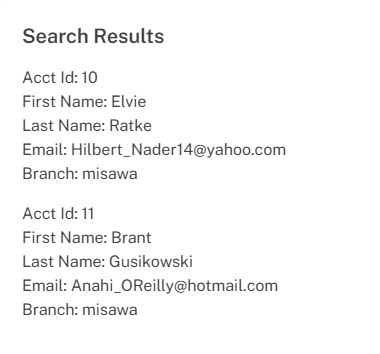 Search Results
Acct Id: 10
First Name: Elvie
Last Name: Ratke
Email: Hilbert_Nader14@yahoo.com
Branch: misawa
Acct Id: 11
First Name: Brant
Last Name: Gusikowski
Email: Anahi_OReilly@hotmail.com
Branch: misawa